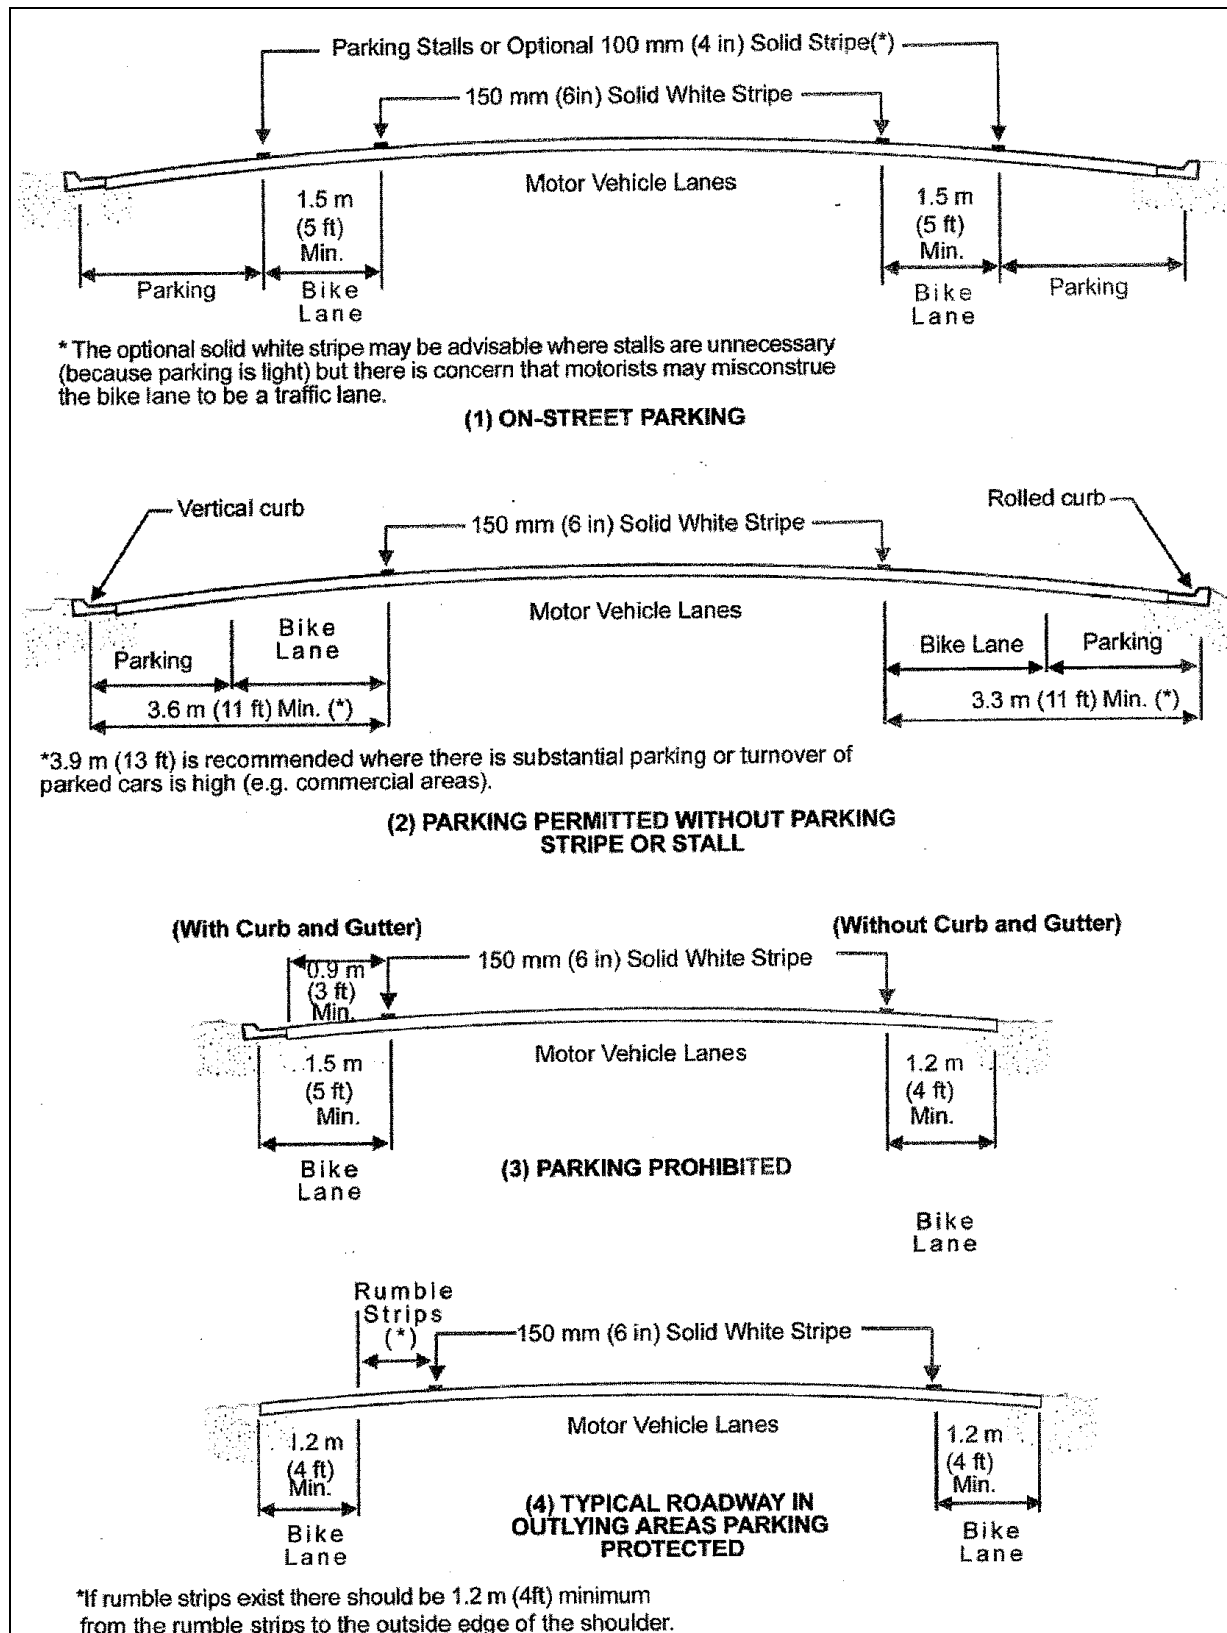 Parking Stalls or Optional 100 mm (4 in) Solid Stripe(*)
150 mm (6in) Solid White Stripe
Motor Vehicle Lanes
1.5 m
(5 ft)
Min.
1.5 m
(5 ft)
Min.
Parking
Bike
Lane
Bike
Lane
Parking
* The optional solid white stripe may be advisable where stalls are unnecessary
(because parking is light) but there is concern that motorists may misconstrue
the bike lane to be a traffic lane.
(1) ON-STREET PARKING
Vertical curb
150 mm (6 in) Solid White Stripe
Rolled curb
Motor Vehicle Lanes
Parking
Bike
Lane
Bike Lane
Parking
3.6 m (11 ft) Min. (*)
3.3 m (11 ft) Min. (*)
*3.9 m (13 ft) is recommended where there is substantial parking or turnover of
parked cars is high (e.g. commercial areas).
(2) PARKING PERMITTED WITHOUT PARKING
STRIPE OR STALL
(With Curb and Gutter)
(Without Curb and Gutter)
0.9 m
(3 ft)
Min.
150 mm (6 in) Solid White Stripe
Motor Vehicle Lanes
1.5 m
(5 ft)
Min.
1.2 m
(4 ft)
Min.
Bike
Lane
(3) PARKING PROHIBITED
Bike
Lane
Rumble
Strips
(*)
150 mm (6 in) Solid White Stripe
Motor Vehicle Lanes
1.2 m
(4 ft)
Min.
1.2 m
(4 ft)
Min.
Bike
Lane
(4) TYPICAL ROADWAY IN
OUTLYING AREAS PARKING
PROTECTED
Bike
Lane
*If rumble strips exist there should be 1.2 m (4ft) minimum
from the rumble strips to the outside edge of the shoulder.